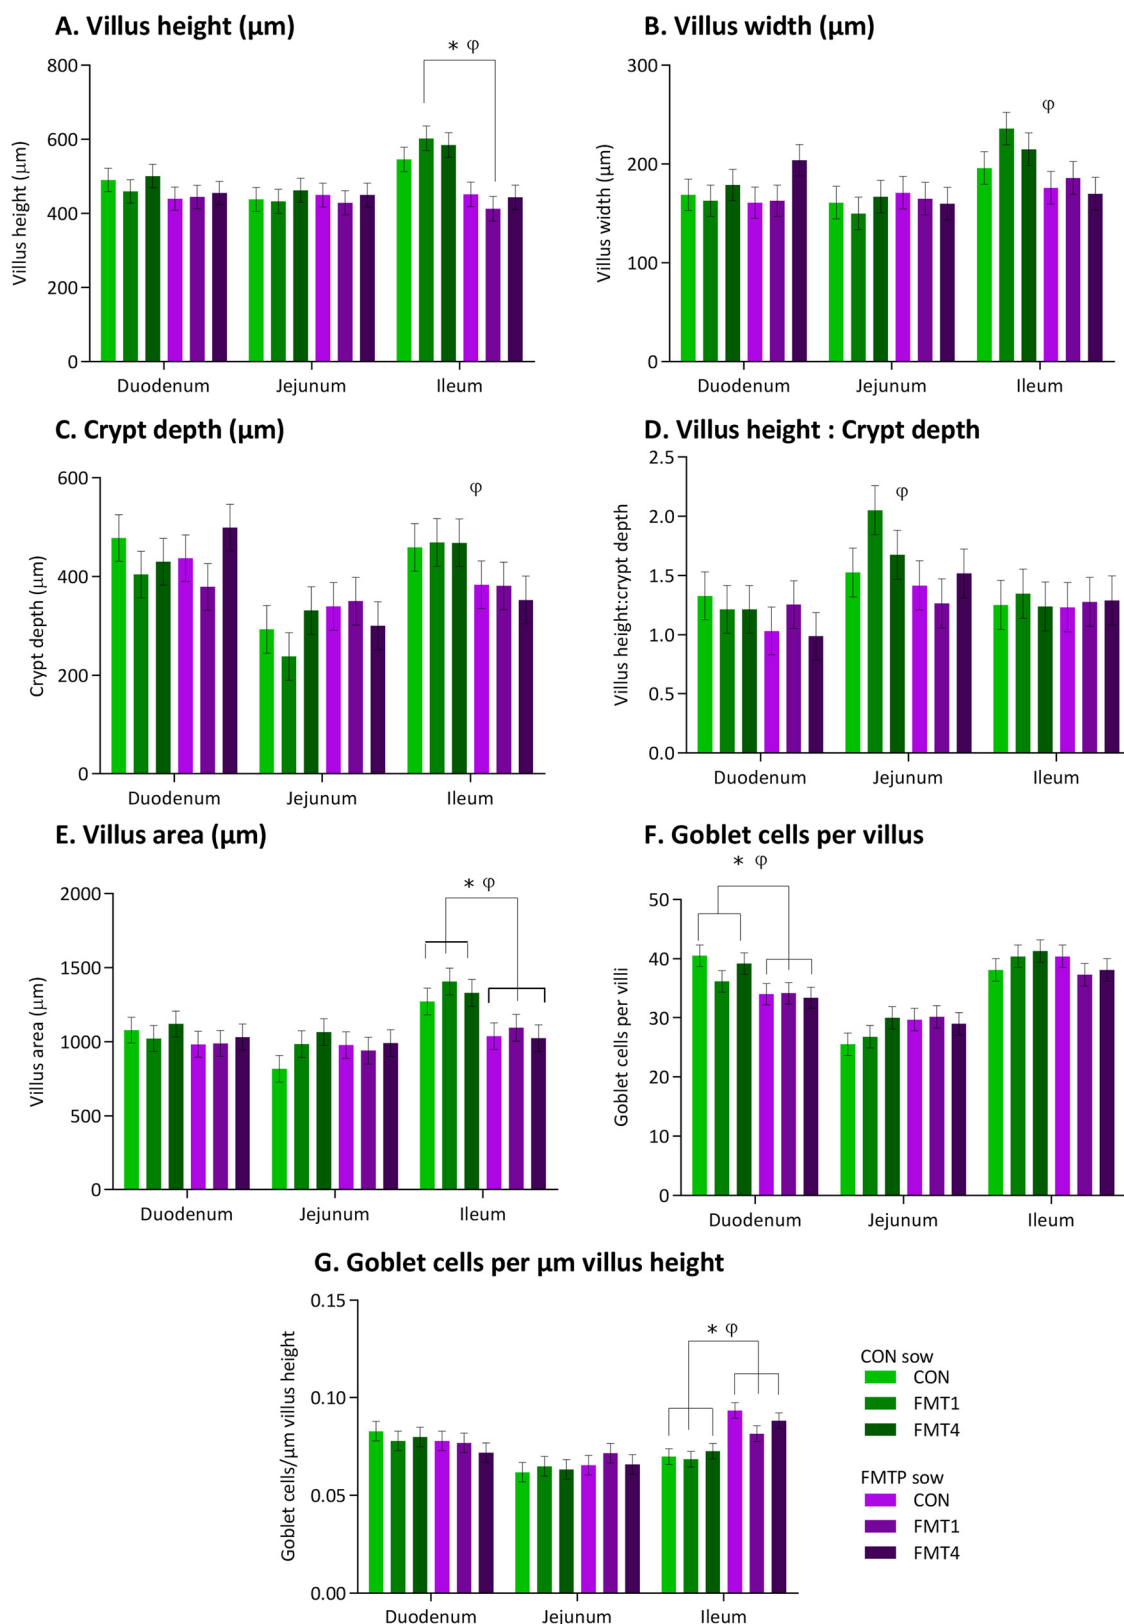 A. Villus height (μm)
* φ
Villus height (μm)
800
600
400
200
0
Duodenum Jejunum Ileum
B. Villus width (μm)
φ
Villus width (μm)
300
200
100
0
Duodenum Jejunum Ileum
C. Crypt depth (μm)
φ
Crypt depth (μm)
600
400
200
0
Duodenum Jejunum Ileum
D. Villus height : Crypt depth
φ
Villus height:crypt depth
2.5
2.0
1.5
1.0
0.5
0.0
Duodenum Jejunum Ileum
E. Villus area (μm)
* φ
Villus area (μm)
2000
1500
1000
500
0
Duodenum Jejunum Ileum
F. Goblet cells per villus
* φ
Goblet cells per villi
50
40
30
20
10
0
Duodenum Jejunum Ileum
G. Goblet cells per μm villus height
* φ
Goblet cells/μm villus height
0.15
0.10
0.05
0.00
Duodenum Jejunum Ileum
CON sow
CON
FMT1
FMT4
FMTP sow
CON
FMT1
FMT4